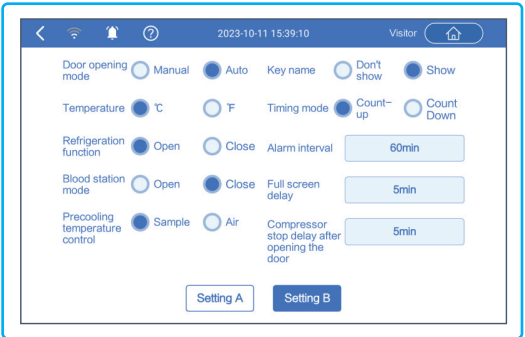 2023-10-11 15:39:10 Visitor
Door opening mode Manual Auto Key name Don't show Show
Temperature ℃ ℉ Timing mode Count-up Count Down
Refrigeration function Open Close Alarm interval 60min
Blood station mode Open Close Full screen delay 5min
Precooling temperature control Sample Air Compressor stop delay after opening the door 5min
Setting A Setting B